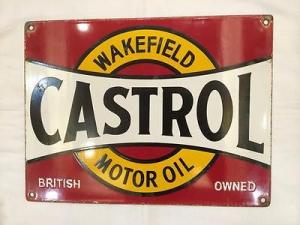 WAKEFIELD
CASTROL
MOTOR OIL
BRITISH OWNED